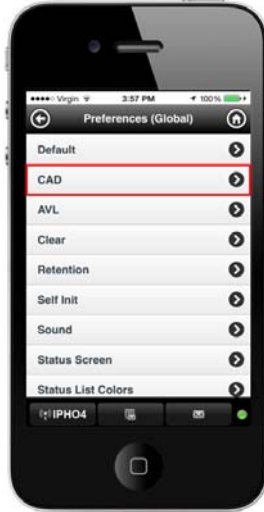 Virgin 3:57 PM 100%
Preferences (Global)
Default
CAD
AVL
Clear
Retention
Self Init
Sound
Status Screen
Status List Colors
IPHO4